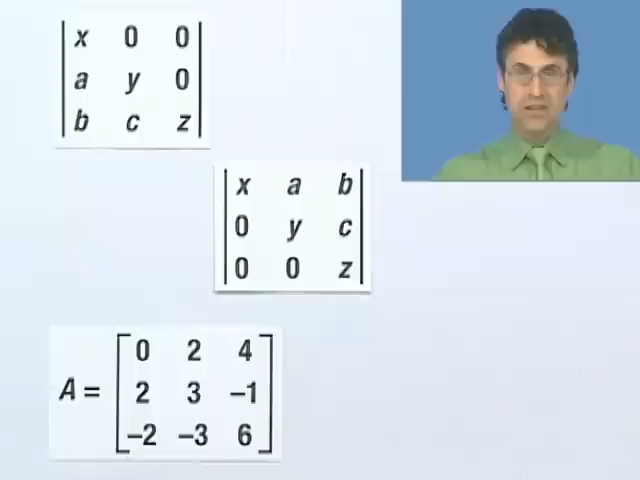 x 0 0
a y 0
b c z
x a b
0 y c
0 0 z
A = 0 2 4
2 3 –1
–2 –3 6